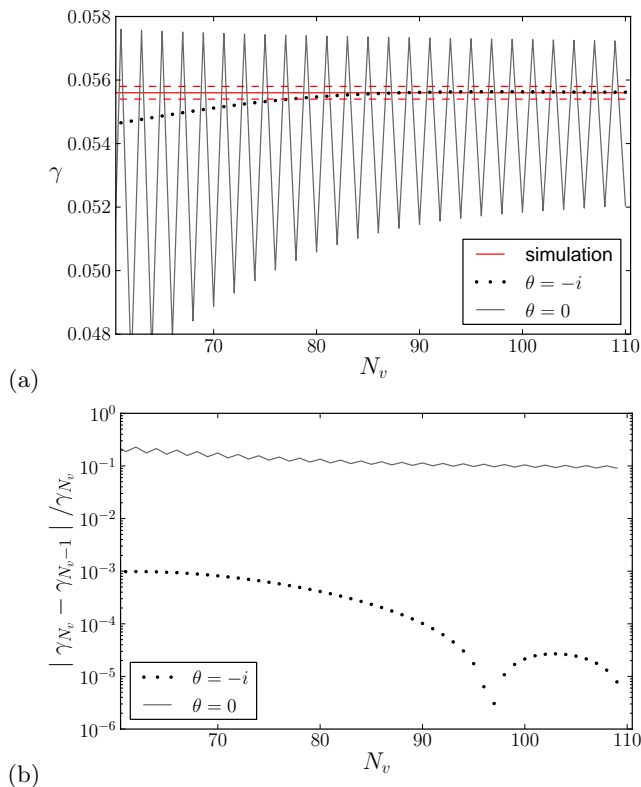 0.058
0.056
0.054
0.052
0.050
0.048
γ
simulation
θ = −i
θ = 0
70 80 90 100 110
N_v
(a)
10^0
10^{-1}
10^{-2}
10^{-3}
10^{-4}
10^{-5}
10^{-6}
| γ_{N_v} − γ_{N_v−1} | /γ_{N_v}
θ = −i
θ = 0
70 80 90 100 110
N_v
(b)